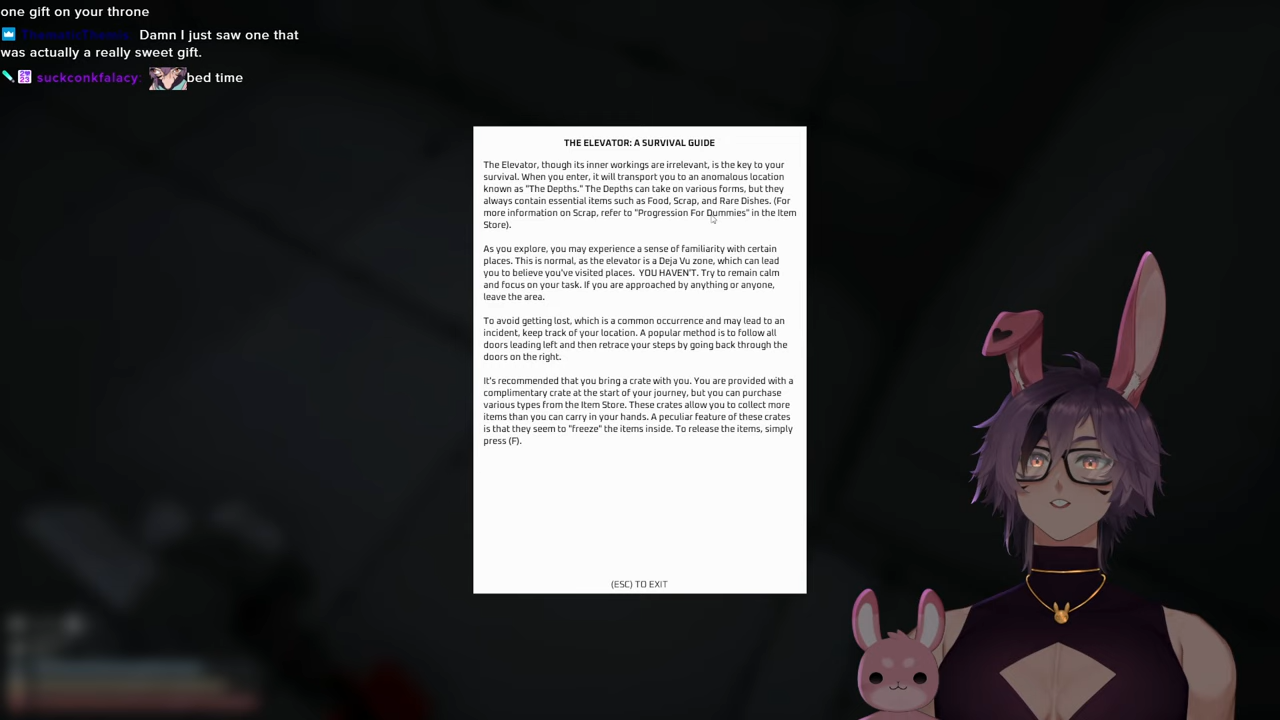 one gift on your throne
Damn I just saw one that
was actually a really sweet gift.
suckconkfalacy: bed time
THE ELEVATOR: A SURVIVAL GUIDE
The Elevator, though its inner workings are irrelevant, is the key to your
survival. When you enter, it will transport you to an anomalous location
known as "The Depths." The Depths can take on various forms, but they
always contain essential items such as Food, Scrap, and Rare Dishes. (For
more information on Scrap, refer to "Progression For Dummies" in the Item
Store).
As you explore, you may experience a sense of familiarity with certain
places. This is normal, as the elevator is a Deja Vu zone, which can lead
you to believe you've visited places.  YOU HAVEN'T. Try to remain calm
and focus on your task. If you are approached by anything or anyone,
leave the area.
To avoid getting lost, which is a common occurrence and may lead to an
incident, keep track of your location. A popular method is to follow all
doors leading left and then retrace your steps by going back through the
doors on the right.
It's recommended that you bring a crate with you. You are provided with a
complimentary crate at the start of your journey, but you can purchase
various types from the Item Store. These crates allow you to collect more
items than you can carry in your hands. A peculiar feature of these crates
is that they seem to "freeze" the items inside. To release the items, simply
press (F).
(ESC) TO EXIT